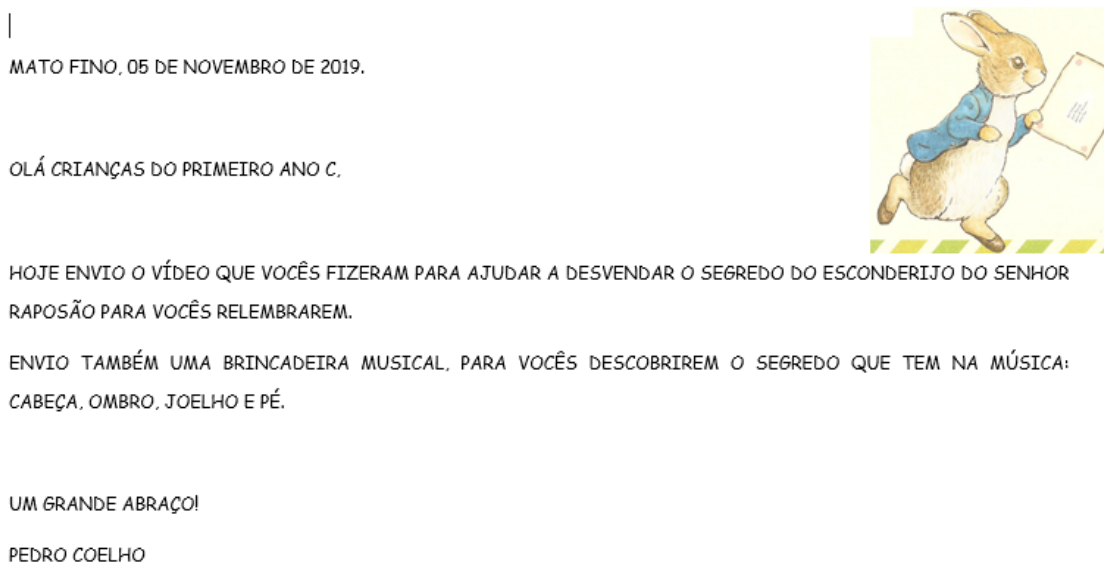 MATO FINO, 05 DE NOVEMBRO DE 2019.
OLÁ CRIANÇAS DO PRIMEIRO ANO C,
HOJE ENVIO O VÍDEO QUE VOCÊS FIZERAM PARA AJUDAR A DESVENDAR O SEGREDO DO ESCONDERIJO DO SENHOR
RAPOSÃO PARA VOCÊS RELEMBRAREM.
ENVIO TAMBÉM UMA BRINCADEIRA MUSICAL, PARA VOCÊS DESCOBRIREM O SEGREDO QUE TEM NA MÚSICA:
CABEÇA, OMBRO, JOELHO E PÉ.
UM GRANDE ABRAÇO!
PEDRO COELHO